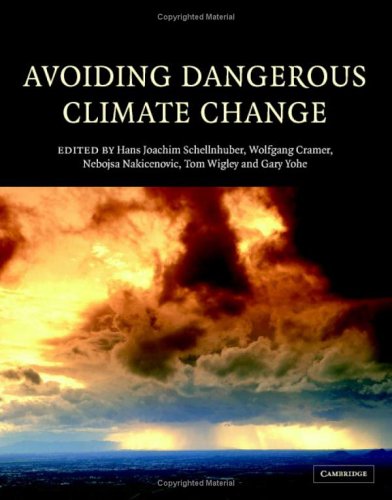 Copyrighted Material
AVOIDING DANGEROUS
CLIMATE CHANGE
EDITED BY Hans Joachim Schellnhuber, Wolfgang Cramer,
Nebojsa Nakicenovic, Tom Wigley and Gary Yohe
CAMBRIDGE
Copyrighted Material